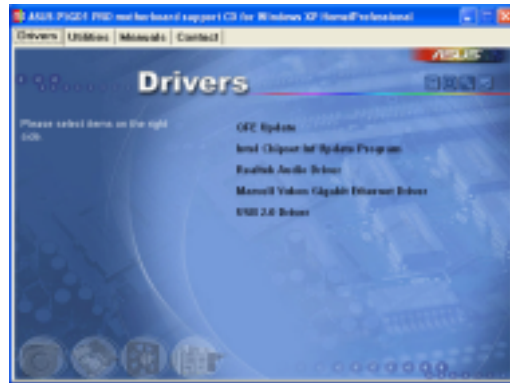 ASUS P5GD1 PRO motherboard support CD for Windows XP Home/Professional
Drivers Utilities Manuals Contact
ASUS
Drivers
Please select items on the right
side.
Intel Chipset Inf Update Program
Realtek Audio Driver
Marvell Yukon Gigabit Ethernet Driver
USB 2.0 Driver